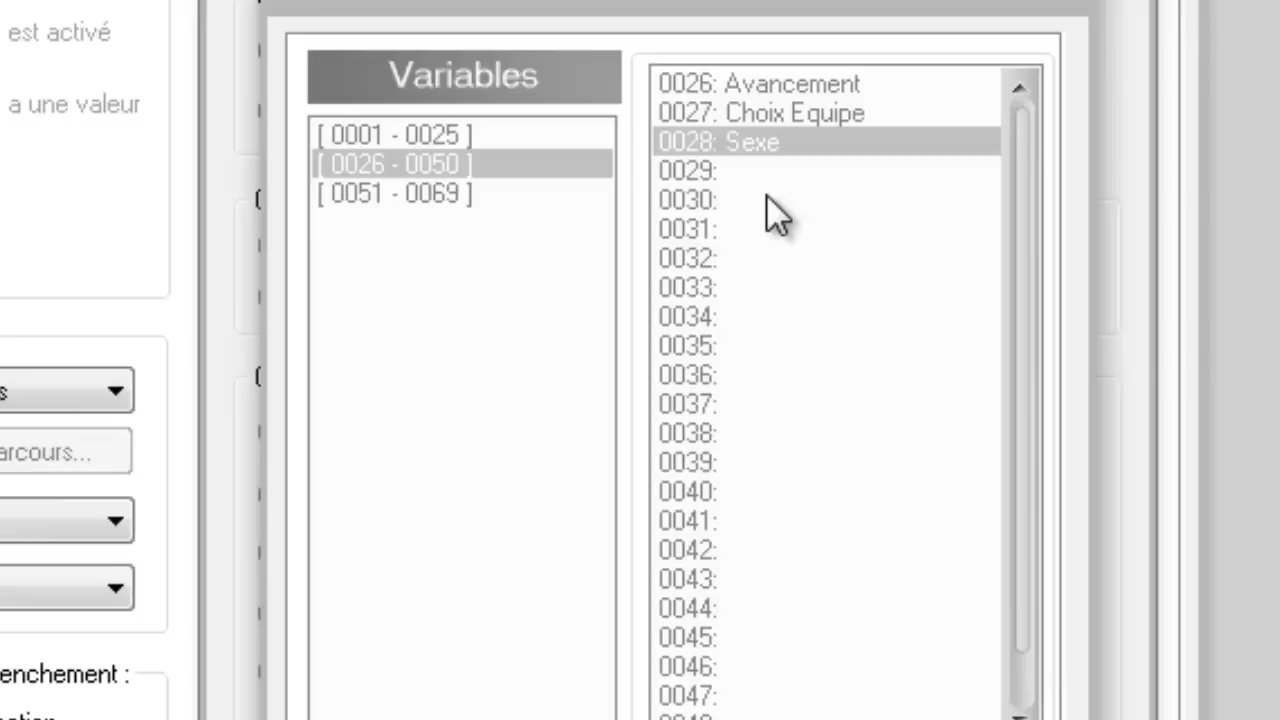 est activé
a une valeur
s
arcours...
enchement :
Variables
[ 0001 - 0025 ]
[ 0026 - 0050 ]
[ 0051 - 0069 ]
0026: Avancement
0027: Choix Equipe
0028: Sexe
0029:
0030:
0031:
0032:
0033:
0034:
0035:
0036:
0037:
0038:
0039:
0040:
0041:
0042:
0043:
0044:
0045:
0046:
0047: